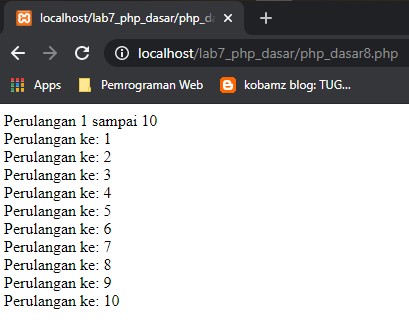 localhost/lab7_php_dasar/php_da
localhost/lab7_php_dasar/php_dasar8.php
Apps Pemrograman Web kobamz blog: TUG...
Perulangan 1 sampai 10
Perulangan ke: 1
Perulangan ke: 2
Perulangan ke: 3
Perulangan ke: 4
Perulangan ke: 5
Perulangan ke: 6
Perulangan ke: 7
Perulangan ke: 8
Perulangan ke: 9
Perulangan ke: 10